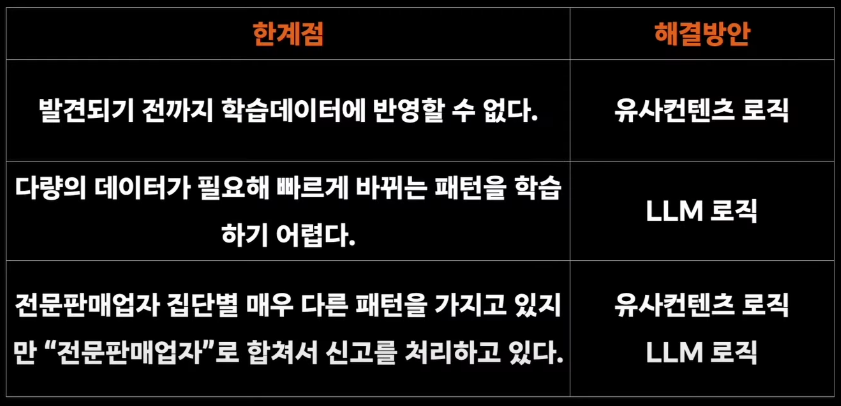 한계점
해결방안
발견되기 전까지 학습데이터에 반영할 수 없다.
유사컨텐츠 로직
다량의 데이터가 필요해 빠르게 바뀌는 패턴을 학습
하기 어렵다.
LLM 로직
전문판매업자 집단별 매우 다른 패턴을 가지고 있지
만 “전문판매업자”로 합쳐서 신고를 처리하고 있다.
유사컨텐츠 로직
LLM 로직